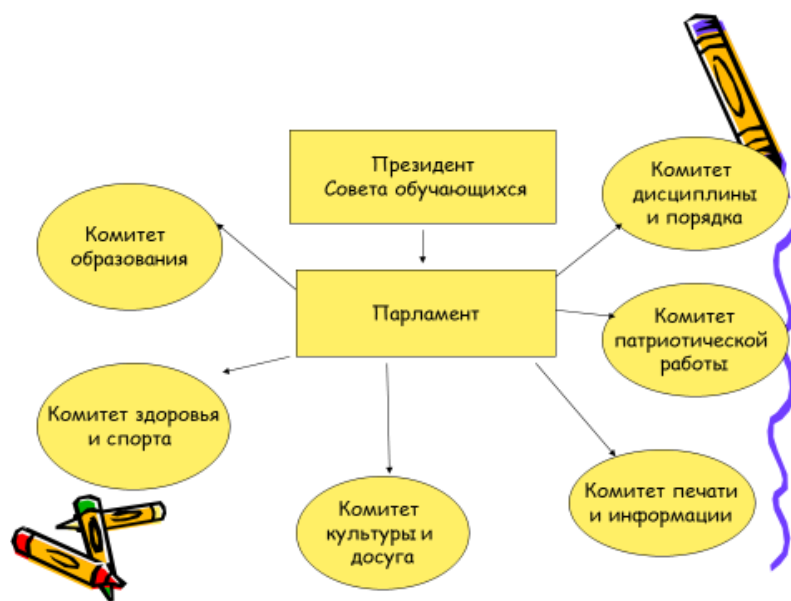 Президент
Совета обучающихся
Комитет
дисциплины
и порядка
Комитет
образования
Парламент
Комитет
патриотической
работы
Комитет здоровья
и спорта
Комитет
культуры и
досуга
Комитет печати
и информации